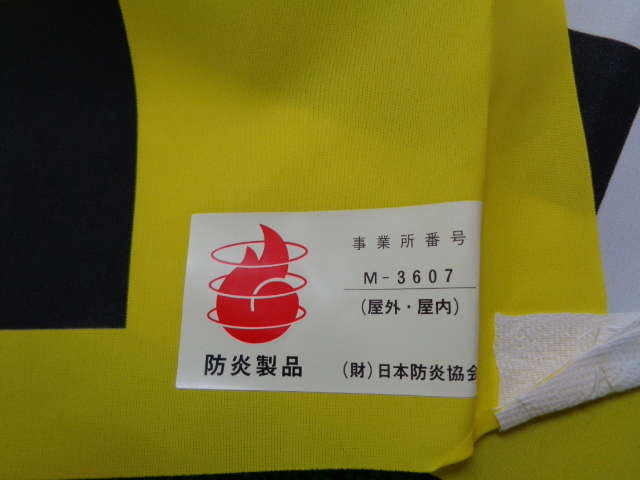 事業所番号
M-3607
(屋外・屋内)
防炎製品
(財)日本防炎協会